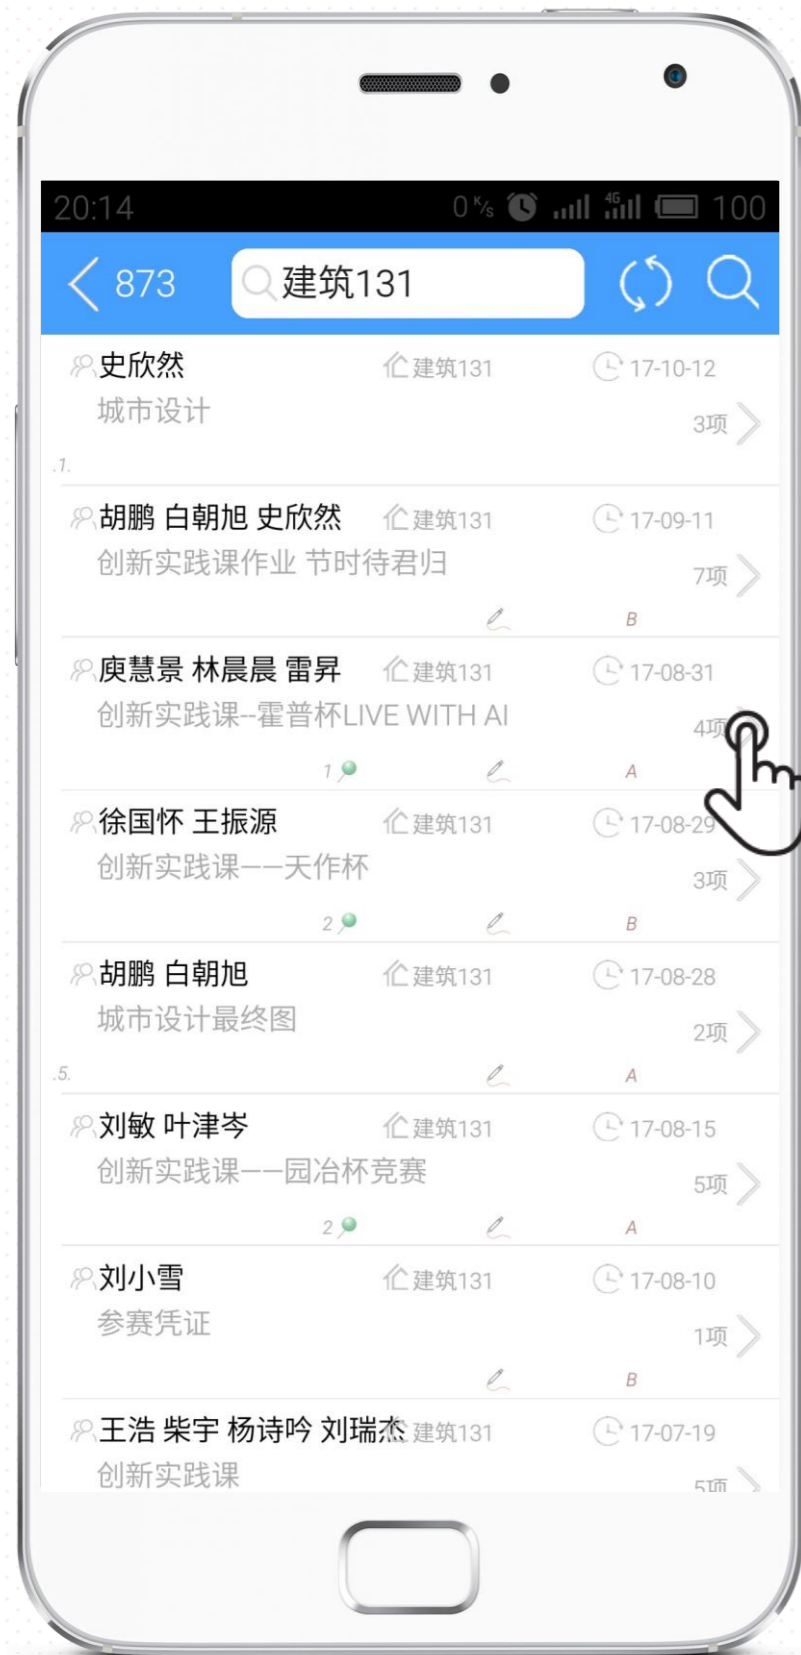 20:14 0 K/s 4G 100
873 建筑131
史欣然 建筑131 17-10-12
城市设计
3项
.1.
胡鹏 白朝旭 史欣然 建筑131 17-09-11
创新实践课作业 节时待君归
7项
B
庾慧景 林晨晨 雷昇 建筑131 17-08-31
创新实践课--霍普杯LIVE WITH AI
4项
1 A
徐国怀 王振源 建筑131 17-08-29
创新实践课——天作杯
3项
2 B
胡鹏 白朝旭 建筑131 17-08-28
城市设计最终图
2项
.5. A
刘敏 叶津岑 建筑131 17-08-15
创新实践课——园冶杯竞赛
5项
2 A
刘小雪 建筑131 17-08-10
参赛凭证
1项
B
王浩 柴宇 杨诗吟 刘瑞杰 建筑131 17-07-19
创新实践课
5项